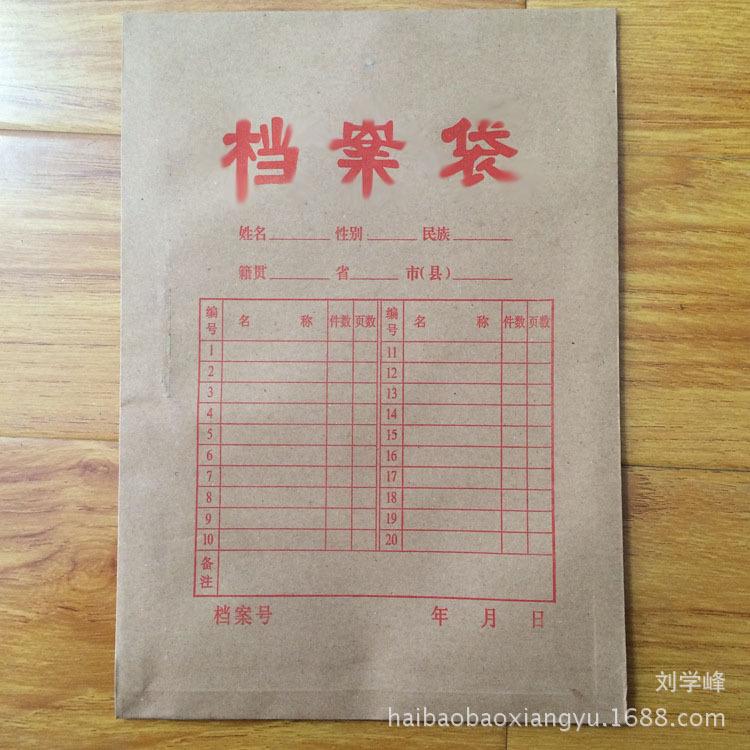 档案袋
姓名 性别 民族
籍贯 省 市(县)
编号 名 称 件数 页数 编号 名 称 件数 页数
1 11
2 12
3 13
4 14
5 15
6 16
7 17
8 18
9 19
10 20
备注
档案号 年 月 日
刘学峰
haibaobaoxiangyu.1688.com